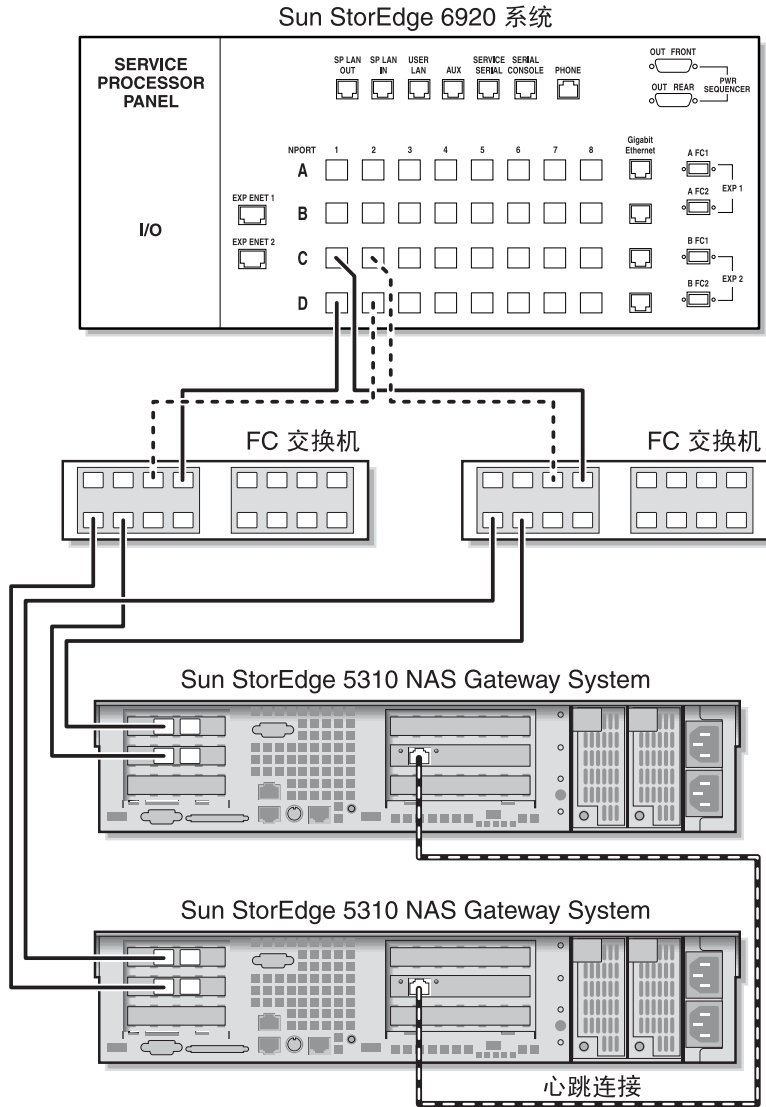 Sun StorEdge 6920 系统
SERVICE
PROCESSOR
PANEL
I/O
SP LAN
OUT
SP LAN
IN
USER
LAN
AUX
SERVICE
SERIAL
SERIAL
CONSOLE
PHONE
OUT FRONT
OUT REAR
PWR
SEQUENCER
NPORT 1 2 3 4 5 6 7 8
Gigabit
Ethernet
A
B
C
D
EXP ENET 1
EXP ENET 2
A FC1
A FC2
EXP 1
B FC1
B FC2
EXP 2
FC 交换机
FC 交换机
Sun StorEdge 5310 NAS Gateway System
Sun StorEdge 5310 NAS Gateway System
心跳连接